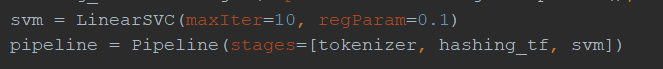 svm = LinearSVC(maxIter=10, regParam=0.1)
pipeline = Pipeline(stages=[tokenizer, hashing_tf, svm])